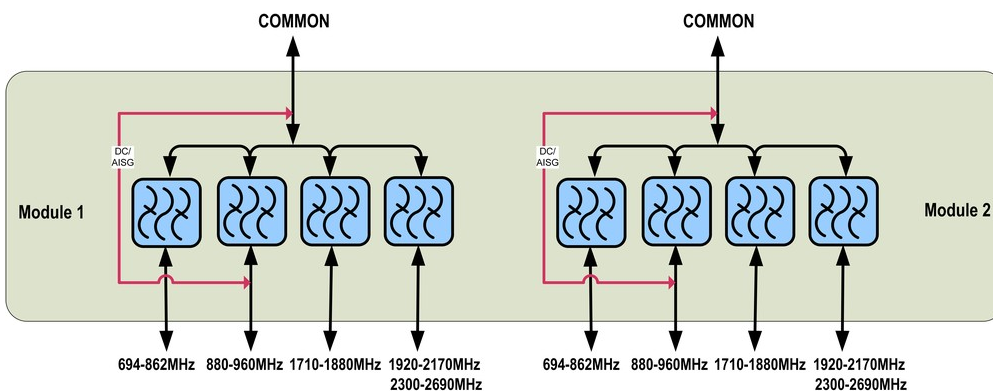 COMMON
COMMON
DC/
AISG
DC/
AISG
Module 1
Module 2
694-862MHz
880-960MHz
1710-1880MHz
1920-2170MHz
2300-2690MHz
694-862MHz
880-960MHz
1710-1880MHz
1920-2170MHz
2300-2690MHz